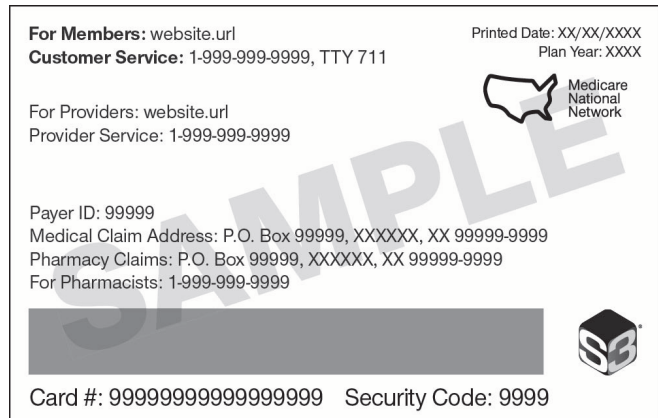 For Members: website.url
Customer Service: 1-999-999-9999, TTY 711
Printed Date: XX/XX/XXXX
Plan Year: XXXX
Medicare
National
Network
For Providers: website.url
Provider Service: 1-999-999-9999
SAMPLE
Payer ID: 99999
Medical Claim Address: P.O. Box 99999, XXXXXX, XX 99999-9999
Pharmacy Claims: P.O. Box 99999, XXXXXX, XX 99999-9999
For Pharmacists: 1-999-999-9999
S3
Card #: 99999999999999999 Security Code: 9999